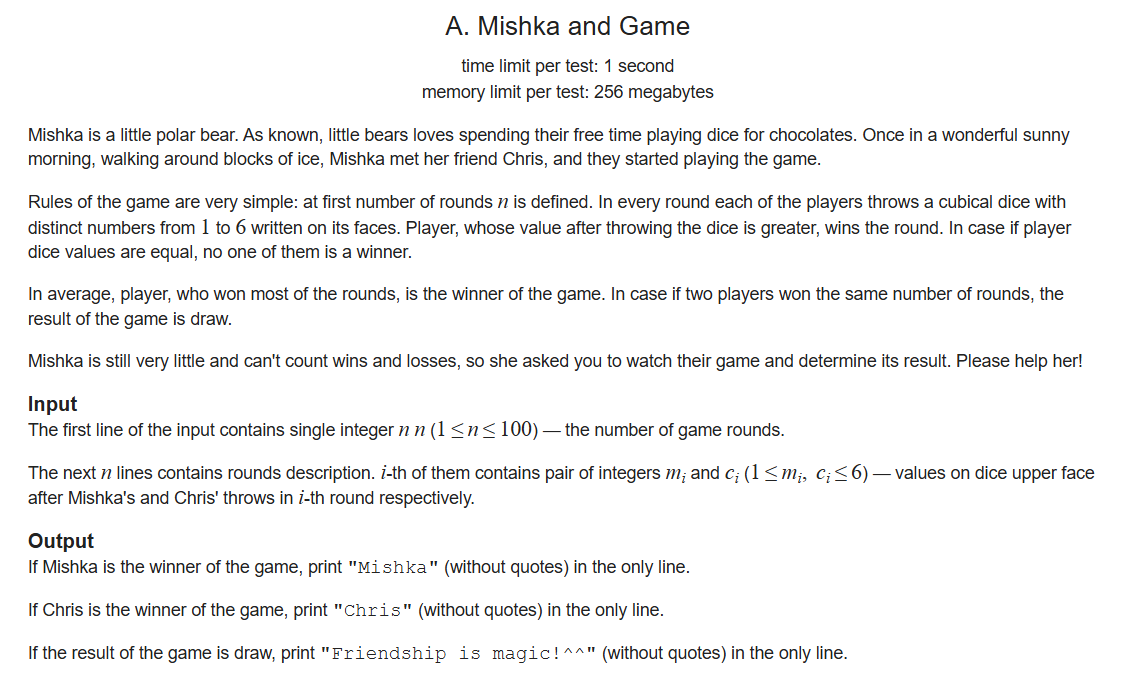 A. Mishka and Game
time limit per test: 1 second
memory limit per test: 256 megabytes
Mishka is a little polar bear. As known, little bears loves spending their free time playing dice for chocolates. Once in a wonderful sunny
morning, walking around blocks of ice, Mishka met her friend Chris, and they started playing the game.
Rules of the game are very simple: at first number of rounds n is defined. In every round each of the players throws a cubical dice with
distinct numbers from 1 to 6 written on its faces. Player, whose value after throwing the dice is greater, wins the round. In case if player
dice values are equal, no one of them is a winner.
In average, player, who won most of the rounds, is the winner of the game. In case if two players won the same number of rounds, the
result of the game is draw.
Mishka is still very little and can't count wins and losses, so she asked you to watch their game and determine its result. Please help her!
Input
The first line of the input contains single integer n n (1 ≤ n ≤ 100) — the number of game rounds.
The next n lines contains rounds description. i-th of them contains pair of integers mᵢ and cᵢ (1 ≤ mᵢ, cᵢ ≤ 6) — values on dice upper face
after Mishka's and Chris' throws in i-th round respectively.
Output
If Mishka is the winner of the game, print "Mishka" (without quotes) in the only line.
If Chris is the winner of the game, print "Chris" (without quotes) in the only line.
If the result of the game is draw, print "Friendship is magic!^^" (without quotes) in the only line.